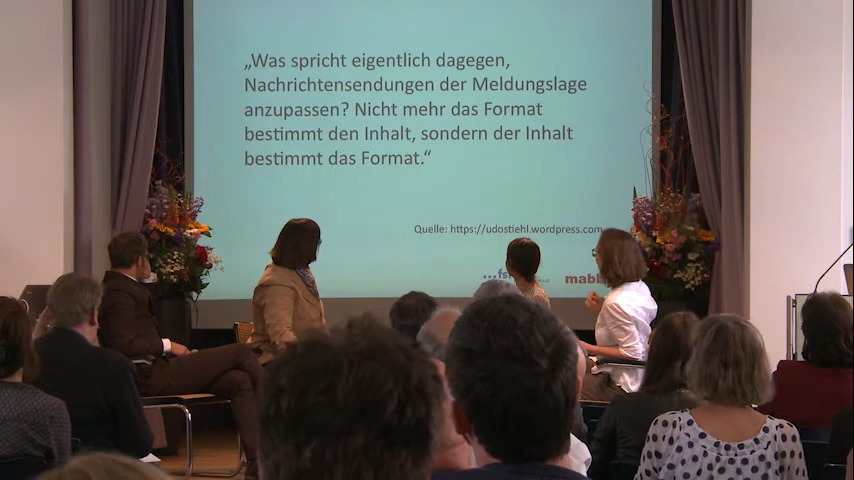 „Was spricht eigentlich dagegen,
Nachrichtensendungen der Meldungslage
anzupassen? Nicht mehr das Format
bestimmt den Inhalt, sondern der Inhalt
bestimmt das Format.“
Quelle: https://udostiehl.wordpress.com